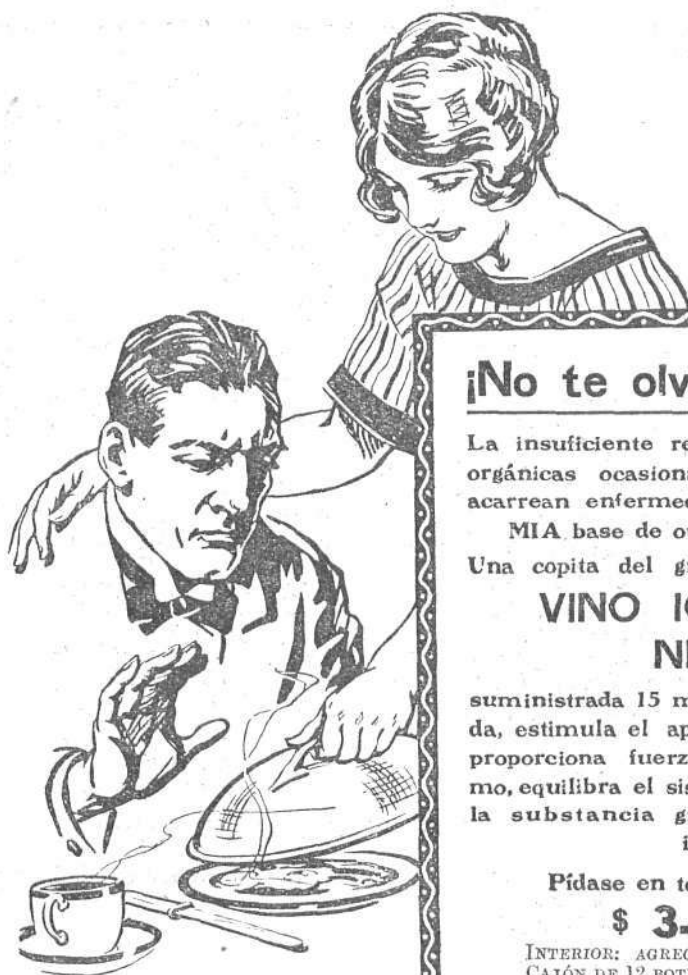 ¡No te olv
La insuficiente re
orgánicas ocasiona
acarrean enfermed
MIA base de o
Una copita del g
VINO I
N
suministrada 15 m
da, estimula el ap
proporciona fuerz
mo, equilibra el sis
la substancia g
i
Pídase en t
$ 3.
INTERIOR: AGREG
CAJÓN DE 12 BOT